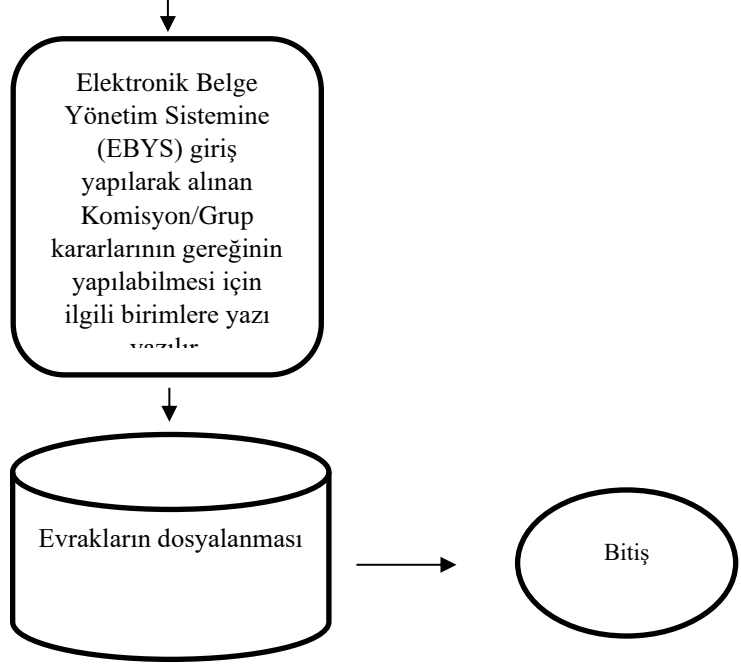 Elektronik Belge
Yönetim Sistemine
(EBYS) giriş
yapılarak alınan
Komisyon/Grup
kararlarının gereğinin
yapılabilmesi için
ilgili birimlere yazı
yazılır
Evrakların dosyalanması
Bitiş